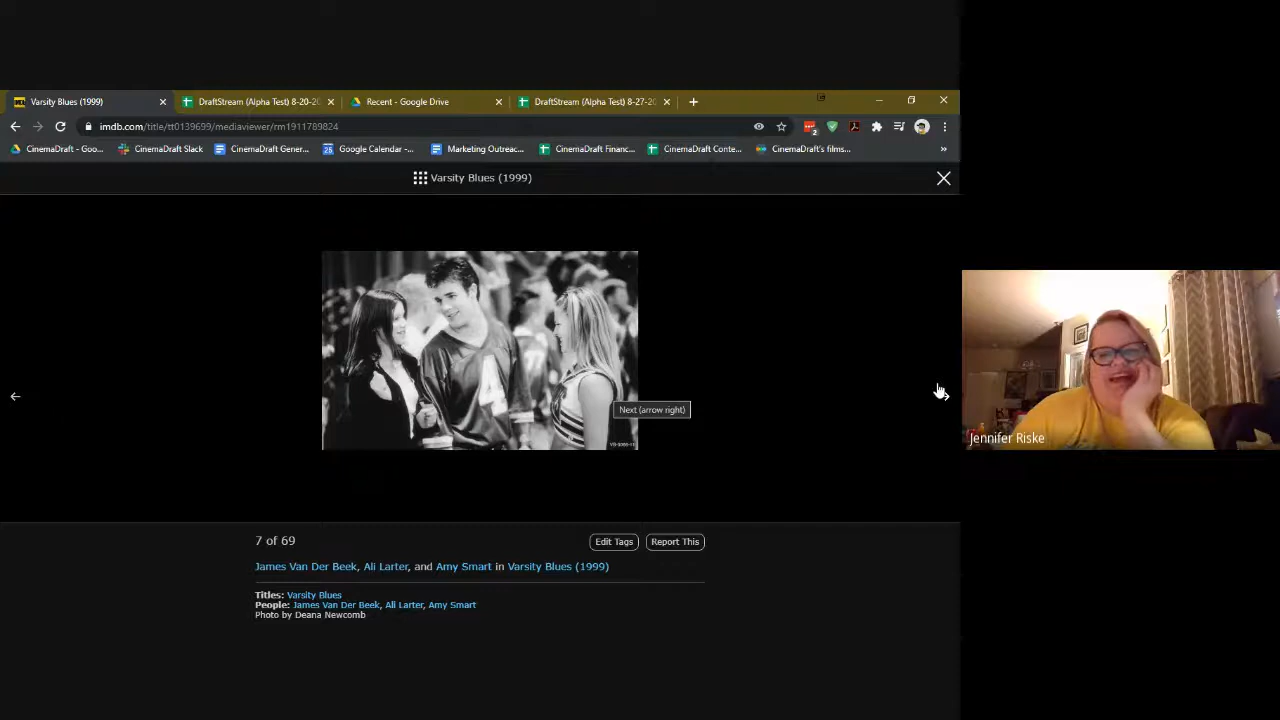 Varsity Blues (1999)
DraftStream (Alpha Test) 8-20-20
Recent - Google Drive
DraftStream (Alpha Test) 8-27-20
imdb.com/title/tt0139699/mediaviewer/rm1911789824
2
CinemaDraft - Goo...
CinemaDraft Slack
CinemaDraft Gener...
Google Calendar -...
Marketing Outreac...
CinemaDraft Financ...
CinemaDraft Conte...
CinemaDraft's films...
Varsity Blues (1999)
4
Next (arrow right)
Jennifer Riske
7 of 69
Edit Tags
Report This
James Van Der Beek, Ali Larter, and Amy Smart in Varsity Blues (1999)
Titles: Varsity Blues
People: James Van Der Beek, Ali Larter, Amy Smart
Photo by Deana Newcomb